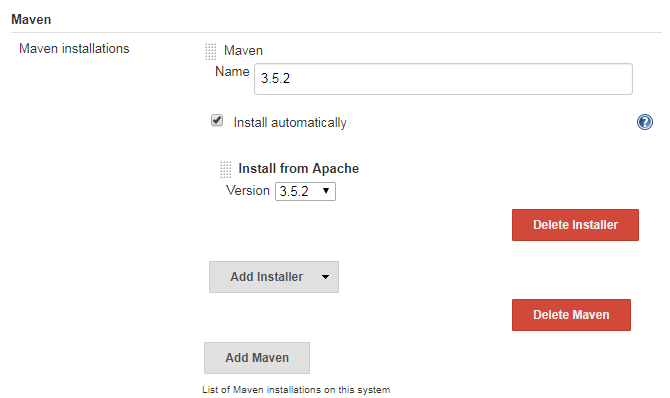 Maven
Maven installations
Maven
Name 3.5.2
Install automatically
?
Install from Apache
Version 3.5.2
Delete Installer
Add Installer
Delete Maven
Add Maven
List of Maven installations on this system